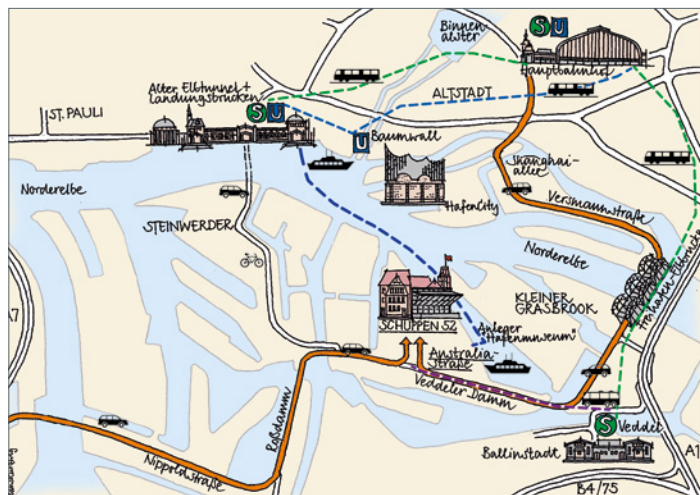 Binnen-
alster
S U
Hauptbahnhof
Alter Elbtunnel +
Landungsbrücken
S U
ALTSTADT
ST. PAULI
U
Baumwall
Shanghai-
allee
Versmannstraße
Norderelbe
HafenCity
STEINWERDER
Norderelbe
KLEINER
GRASBROOK
A7
SCHUPPEN 52
Anleger
"Hafenmuseum"
Australia-
straße
Veddeler Damm
Roßdamm
Nippoldstraße
S
Veddel
Ballinstadt
A1
B4/75